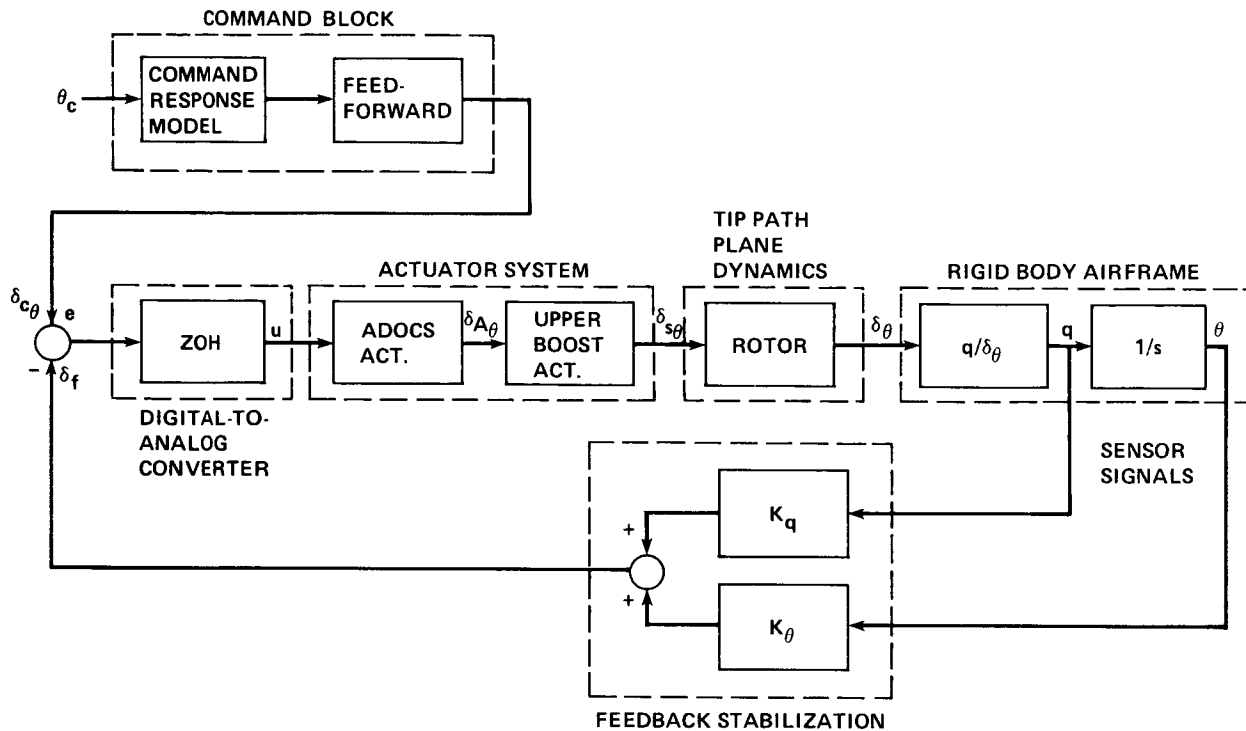 COMMAND BLOCK
θc
COMMAND
RESPONSE
MODEL
FEED-
FORWARD
TIP PATH
PLANE
DYNAMICS
ACTUATOR SYSTEM
RIGID BODY AIRFRAME
δcθ
e
−
δf
ZOH
u
ADOCS
ACT.
δAθ
UPPER
BOOST
ACT.
δsθ
ROTOR
δθ
q/δθ
q
1/s
θ
DIGITAL-TO-
ANALOG
CONVERTER
SENSOR
SIGNALS
Kq
+
+
Kθ
FEEDBACK STABILIZATION